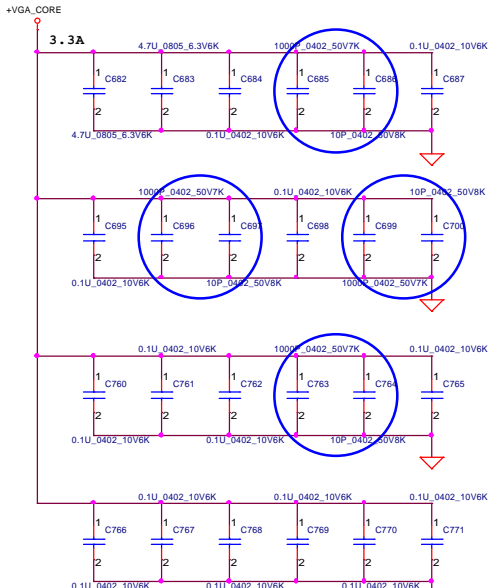 +VGA_CORE
3.3A
4.7U_0805_6.3V6K 1000P_0402_50V7K 0.1U_0402_10V6K
1 1 1 1 1 1
C682 C683 C684 C685 C686 C687
2 2 2 2 2 2
4.7U_0805_6.3V6K 0.1U_0402_10V6K 10P_0402_50V8K
1000P_0402_50V7K 0.1U_0402_10V6K 10P_0402_50V8K
1 1 1 1 1 1
C695 C696 C697 C698 C699 C700
2 2 2 2 2 2
0.1U_0402_10V6K 10P_0402_50V8K 1000P_0402_50V7K
0.1U_0402_10V6K 1000P_0402_50V7K 0.1U_0402_10V6K
1 1 1 1 1 1
C760 C761 C762 C763 C764 C765
2 2 2 2 2 2
0.1U_0402_10V6K 0.1U_0402_10V6K 10P_0402_50V8K
0.1U_0402_10V6K 0.1U_0402_10V6K 0.1U_0402_10V6K
1 1 1 1 1 1
C766 C767 C768 C769 C770 C771
2 2 2 2 2 2
0.1U_0402_10V6K 0.1U_0402_10V6K 0.1U_0402_10V6K